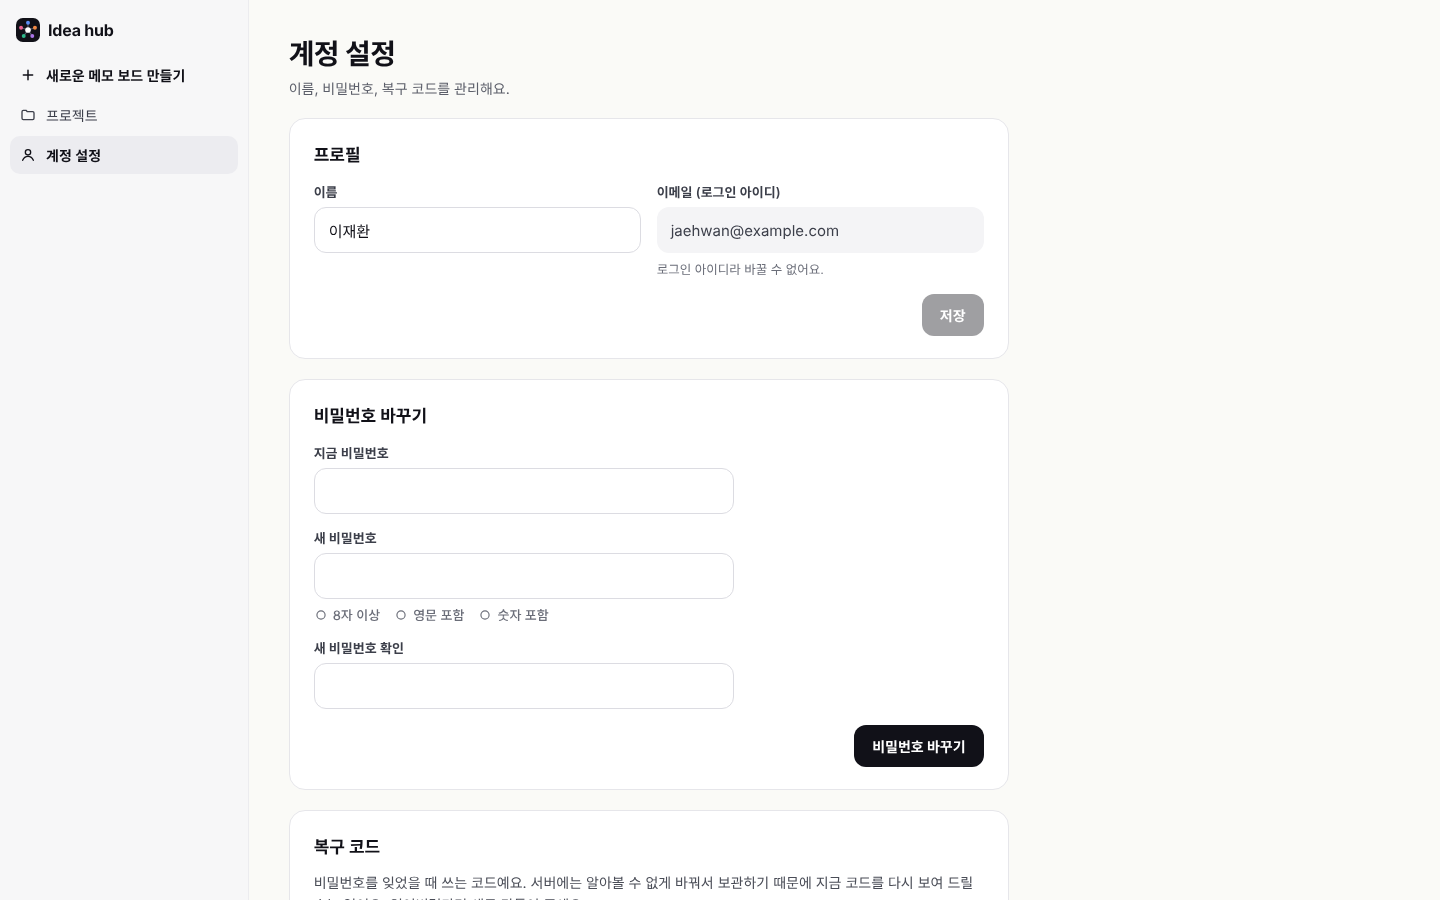 Idea hub
새로운 메모 보드 만들기
프로젝트
계정 설정
계정 설정
이름, 비밀번호, 복구 코드를 관리해요.
프로필
이름
이메일 (로그인 아이디)
이재환
jaehwan@example.com
로그인 아이디라 바꿀 수 없어요.
저장
비밀번호 바꾸기
지금 비밀번호
새 비밀번호
8자 이상 영문 포함 숫자 포함
새 비밀번호 확인
비밀번호 바꾸기
복구 코드
비밀번호를 잊었을 때 쓰는 코드예요. 서버에는 알아볼 수 없게 바꿔서 보관하기 때문에 지금 코드를 다시 보여 드릴